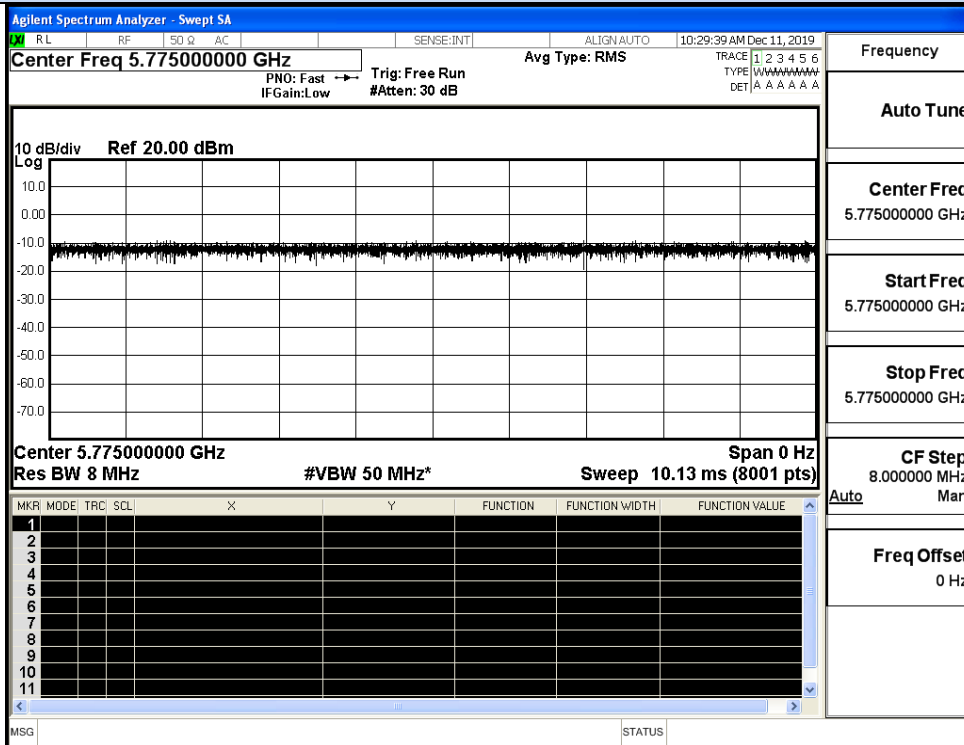 Agilent Spectrum Analyzer - Swept SA
LXI RL RF 50 Ω AC SENSE:INT ALIGN AUTO 10:29:39 AM Dec 11, 2019
Center Freq 5.775000000 GHz
PNO: Fast
IFGain:Low
Trig: Free Run
#Atten: 30 dB
Avg Type: RMS
TRACE 1 2 3 4 5 6
TYPE WWWWWW
DET A A A A A A
10 dB/div Ref 20.00 dBm
Log
10.0
0.00
-10.0
-20.0
-30.0
-40.0
-50.0
-60.0
-70.0
Center 5.775000000 GHz Span 0 Hz
Res BW 8 MHz #VBW 50 MHz* Sweep 10.13 ms (8001 pts)
MKR MODE TRC SCL X Y FUNCTION FUNCTION WIDTH FUNCTION VALUE
1
2
3
4
5
6
7
8
9
10
11
MSG STATUS
Frequency
Auto Tune
Center Freq
5.775000000 GHz
Start Freq
5.775000000 GHz
Stop Freq
5.775000000 GHz
CF Step
8.000000 MHz
Auto Man
Freq Offset
0 Hz